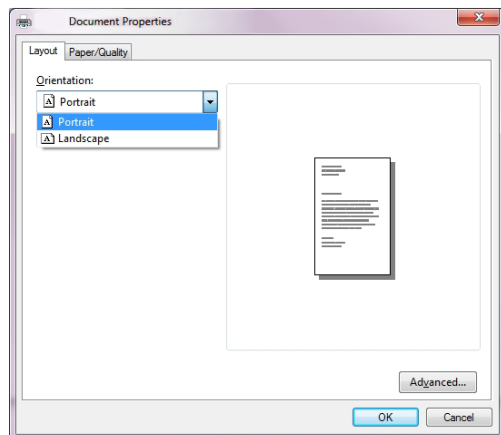 Document Properties
Layout
Paper/Quality
Orientation:
Portrait
Portrait
Landscape
Advanced...
OK
Cancel